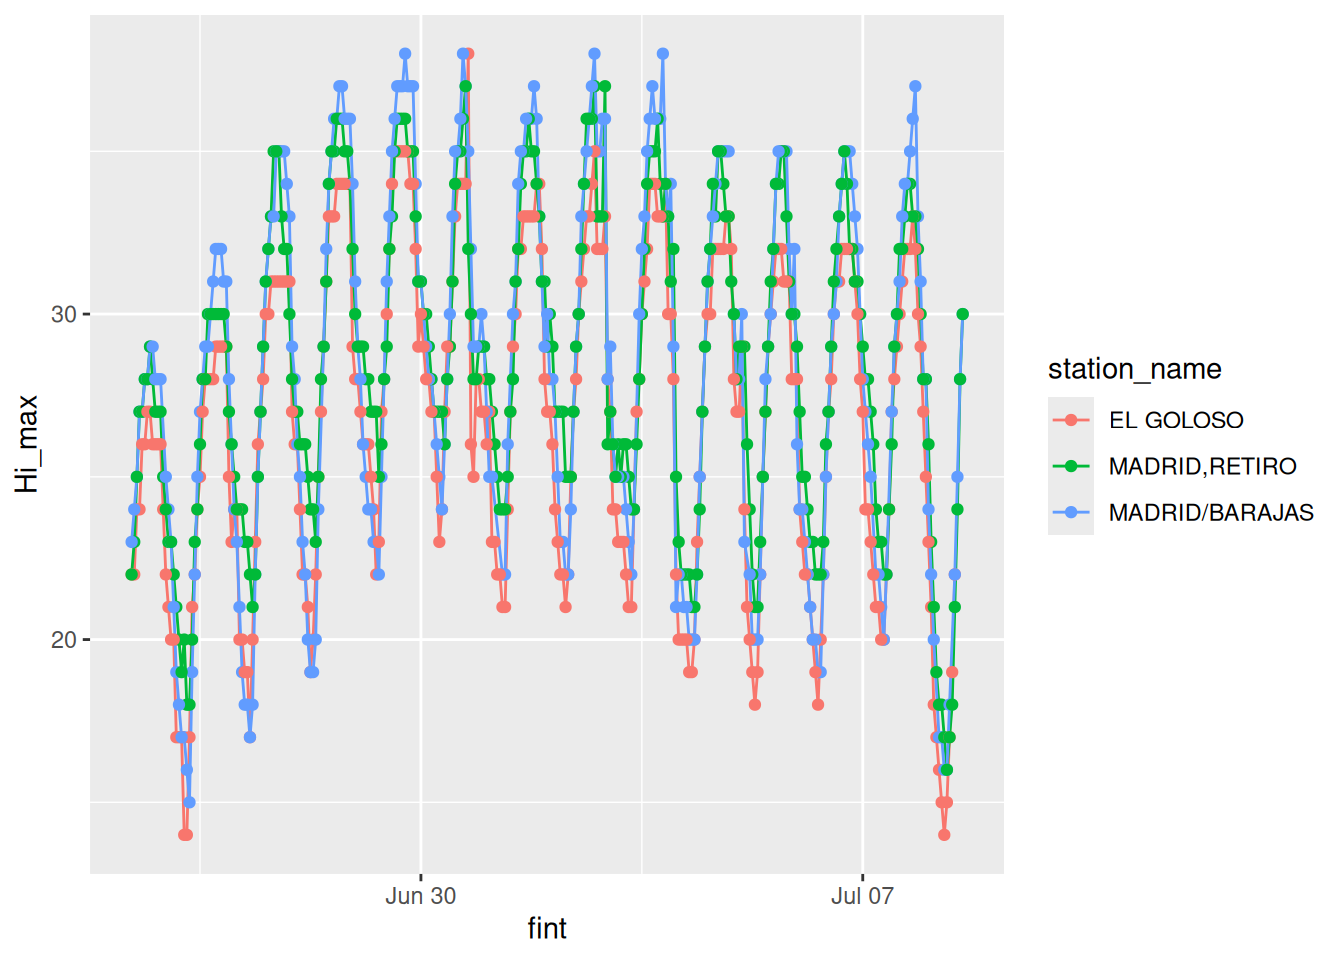 Hi_max
30
20
Jun 30
Jul 07
fint
station_name
EL GOLOSO
MADRID,RETIRO
MADRID/BARAJAS